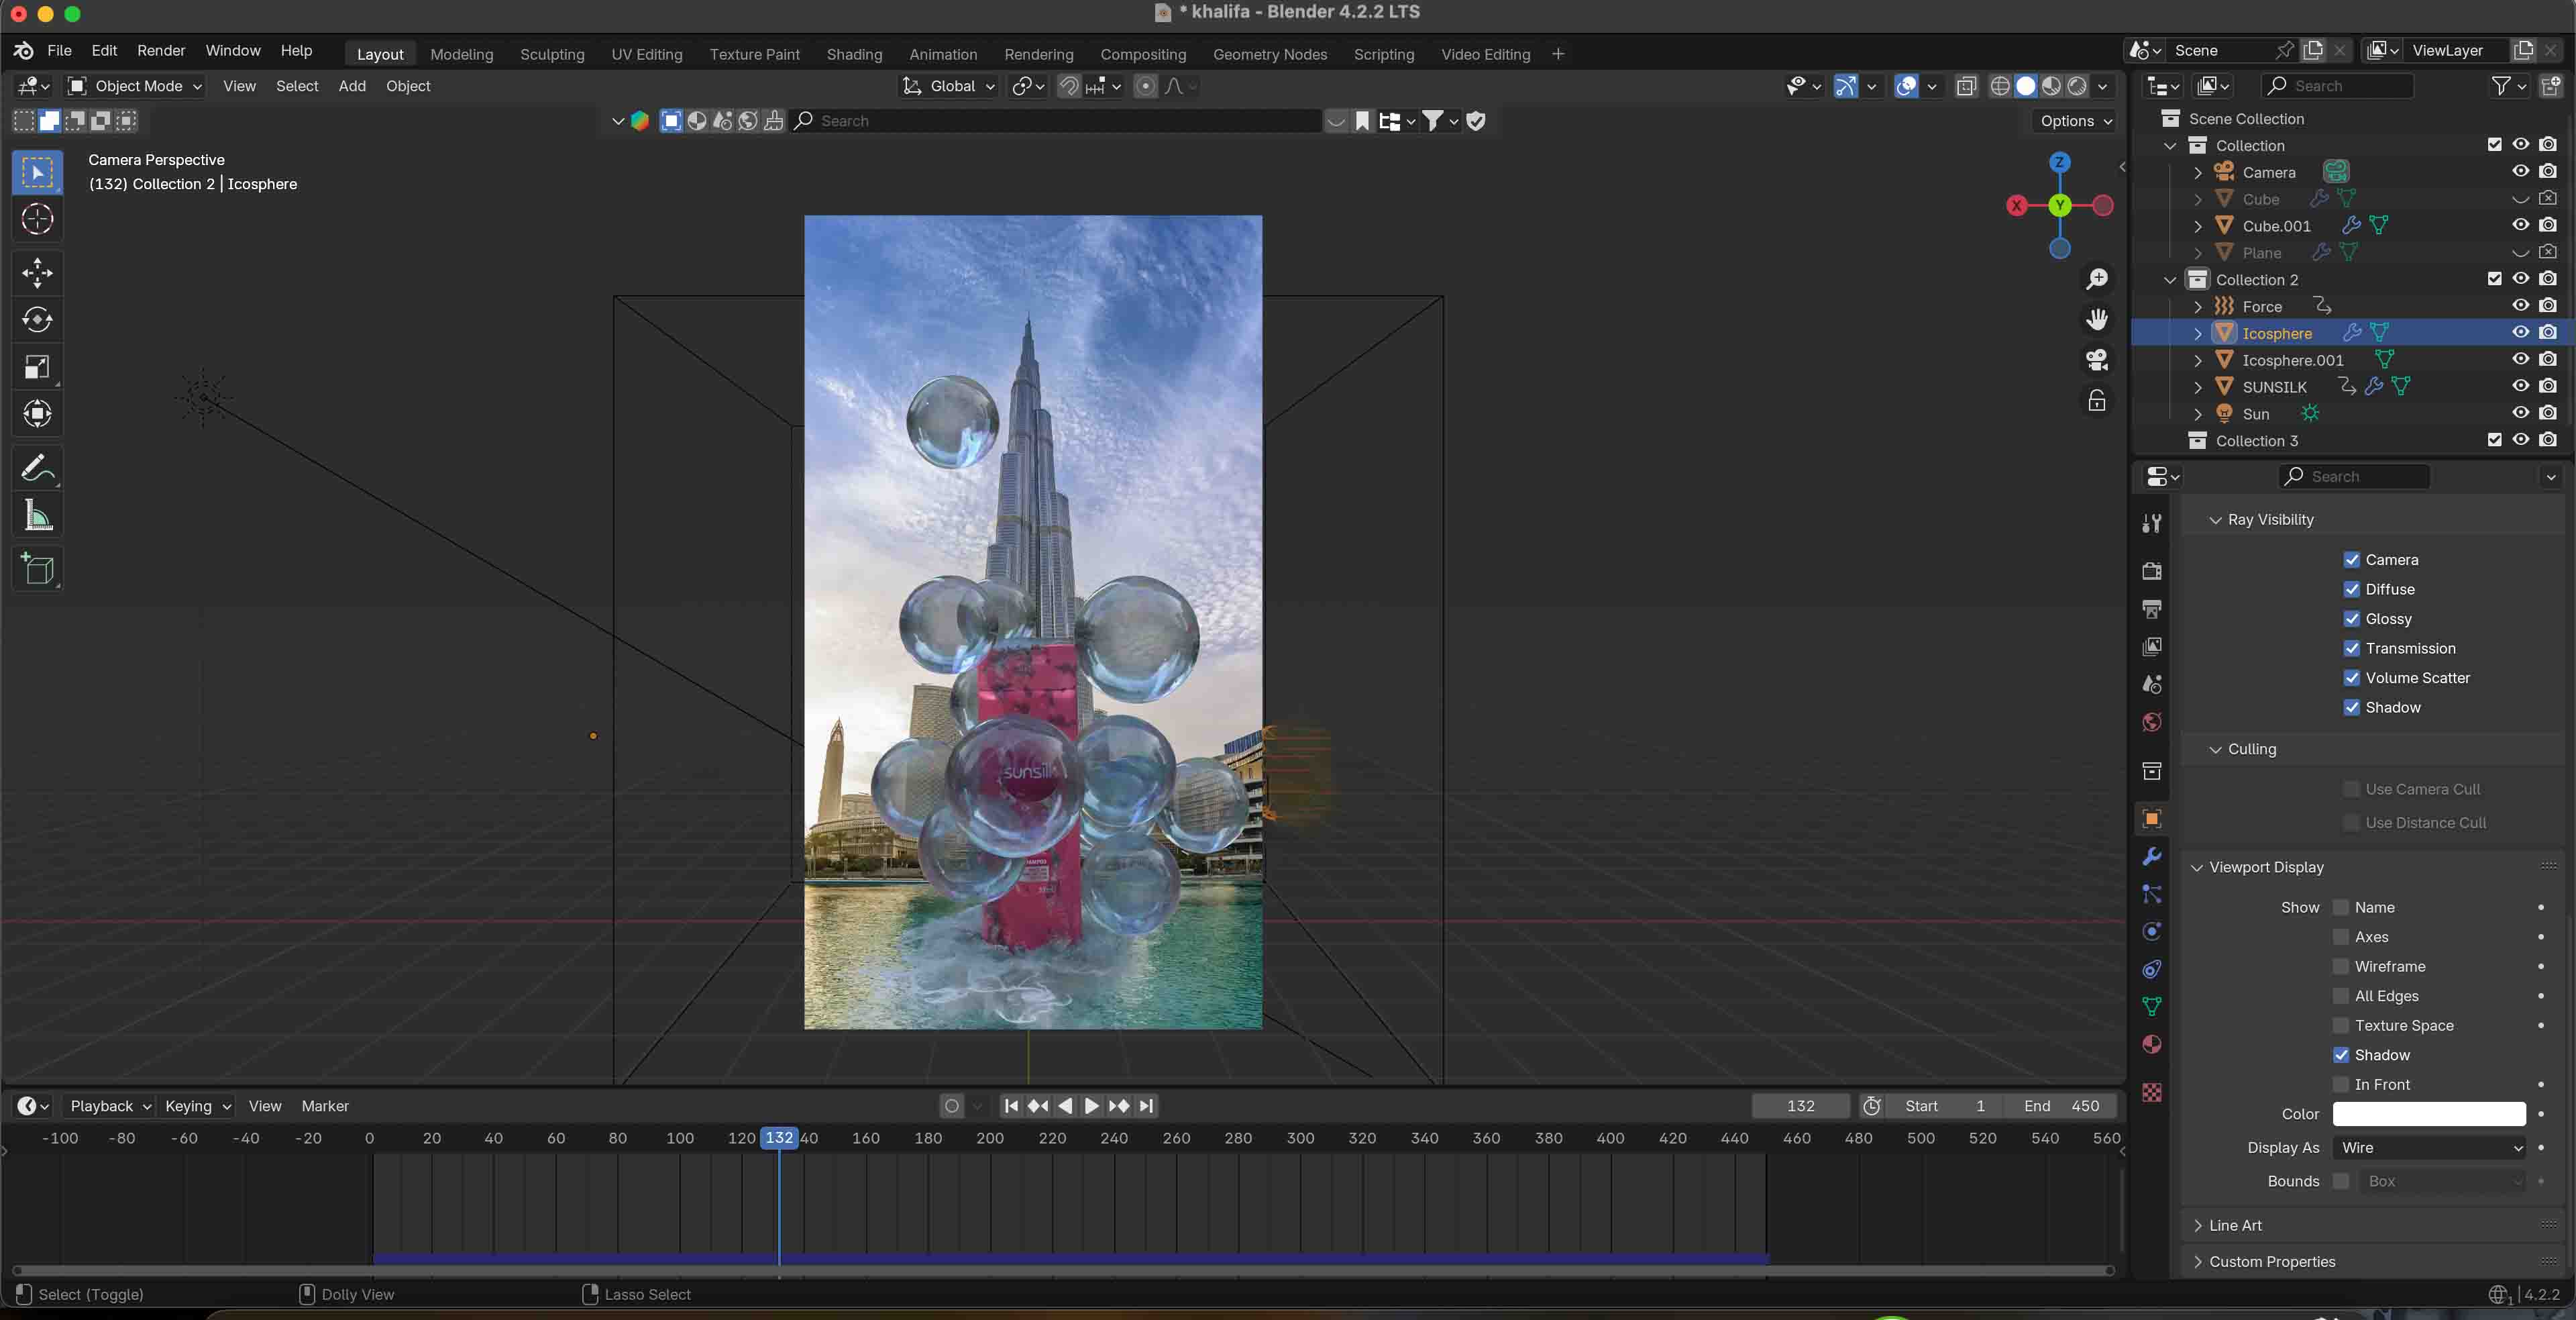 * khalifa - Blender 4.2.2 LTS
File Edit Render Window Help Layout Modeling Sculpting UV Editing Texture Paint Shading Animation Rendering Compositing Geometry Nodes Scripting Video Editing + Scene ViewLayer
Object Mode View Select Add Object Global Search
Search Options
Camera Perspective
(132) Collection 2 | Icosphere
Z
X Y
sunsilk
Scene Collection
Collection
Camera
Cube
Cube.001
Plane
Collection 2
Force
Icosphere
Icosphere.001
SUNSILK
Sun
Collection 3
Search
Ray Visibility
Camera
Diffuse
Glossy
Transmission
Volume Scatter
Shadow
Culling
Use Camera Cull
Use Distance Cull
Viewport Display
Show Name
Axes
Wireframe
All Edges
Texture Space
Shadow
In Front
Color
Display As Wire
Bounds Box
Line Art
Custom Properties
Playback Keying View Marker 132 Start 1 End 450
-100 -80 -60 -40 -20 0 20 40 60 80 100 120 132 40 160 180 200 220 240 260 280 300 320 340 360 380 400 420 440 460 480 500 520 540 560
Select (Toggle) Dolly View Lasso Select 1 | 4.2.2